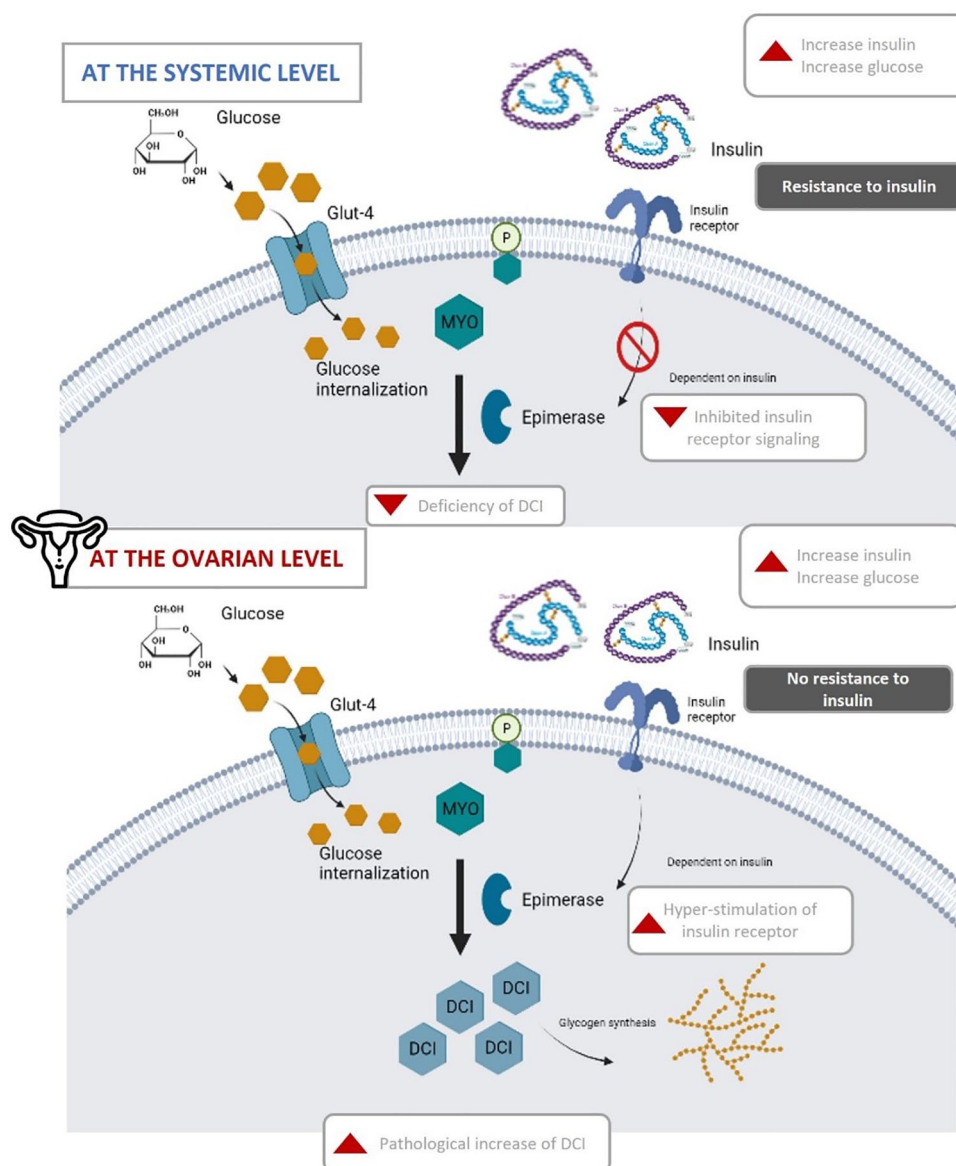 AT THE SYSTEMIC LEVEL
Increase insulin
Increase glucose
Glucose
CH₂OH
O
OH
OH
OH
OH
Insulin
Resistance to insulin
Glut-4
Insulin
receptor
P
MYO
Glucose
internalization
Dependent on insulin
Epimerase
Inhibited insulin
receptor signaling
Deficiency of DCI
AT THE OVARIAN LEVEL
Increase insulin
Increase glucose
Glucose
CH₂OH
O
OH
OH
OH
OH
Insulin
No resistance to
insulin
Glut-4
Insulin
receptor
P
MYO
Glucose
internalization
Dependent on insulin
Epimerase
Hyper-stimulation of
insulin receptor
DCI
DCI
DCI
DCI
Glycogen synthesis
Pathological increase of DCI